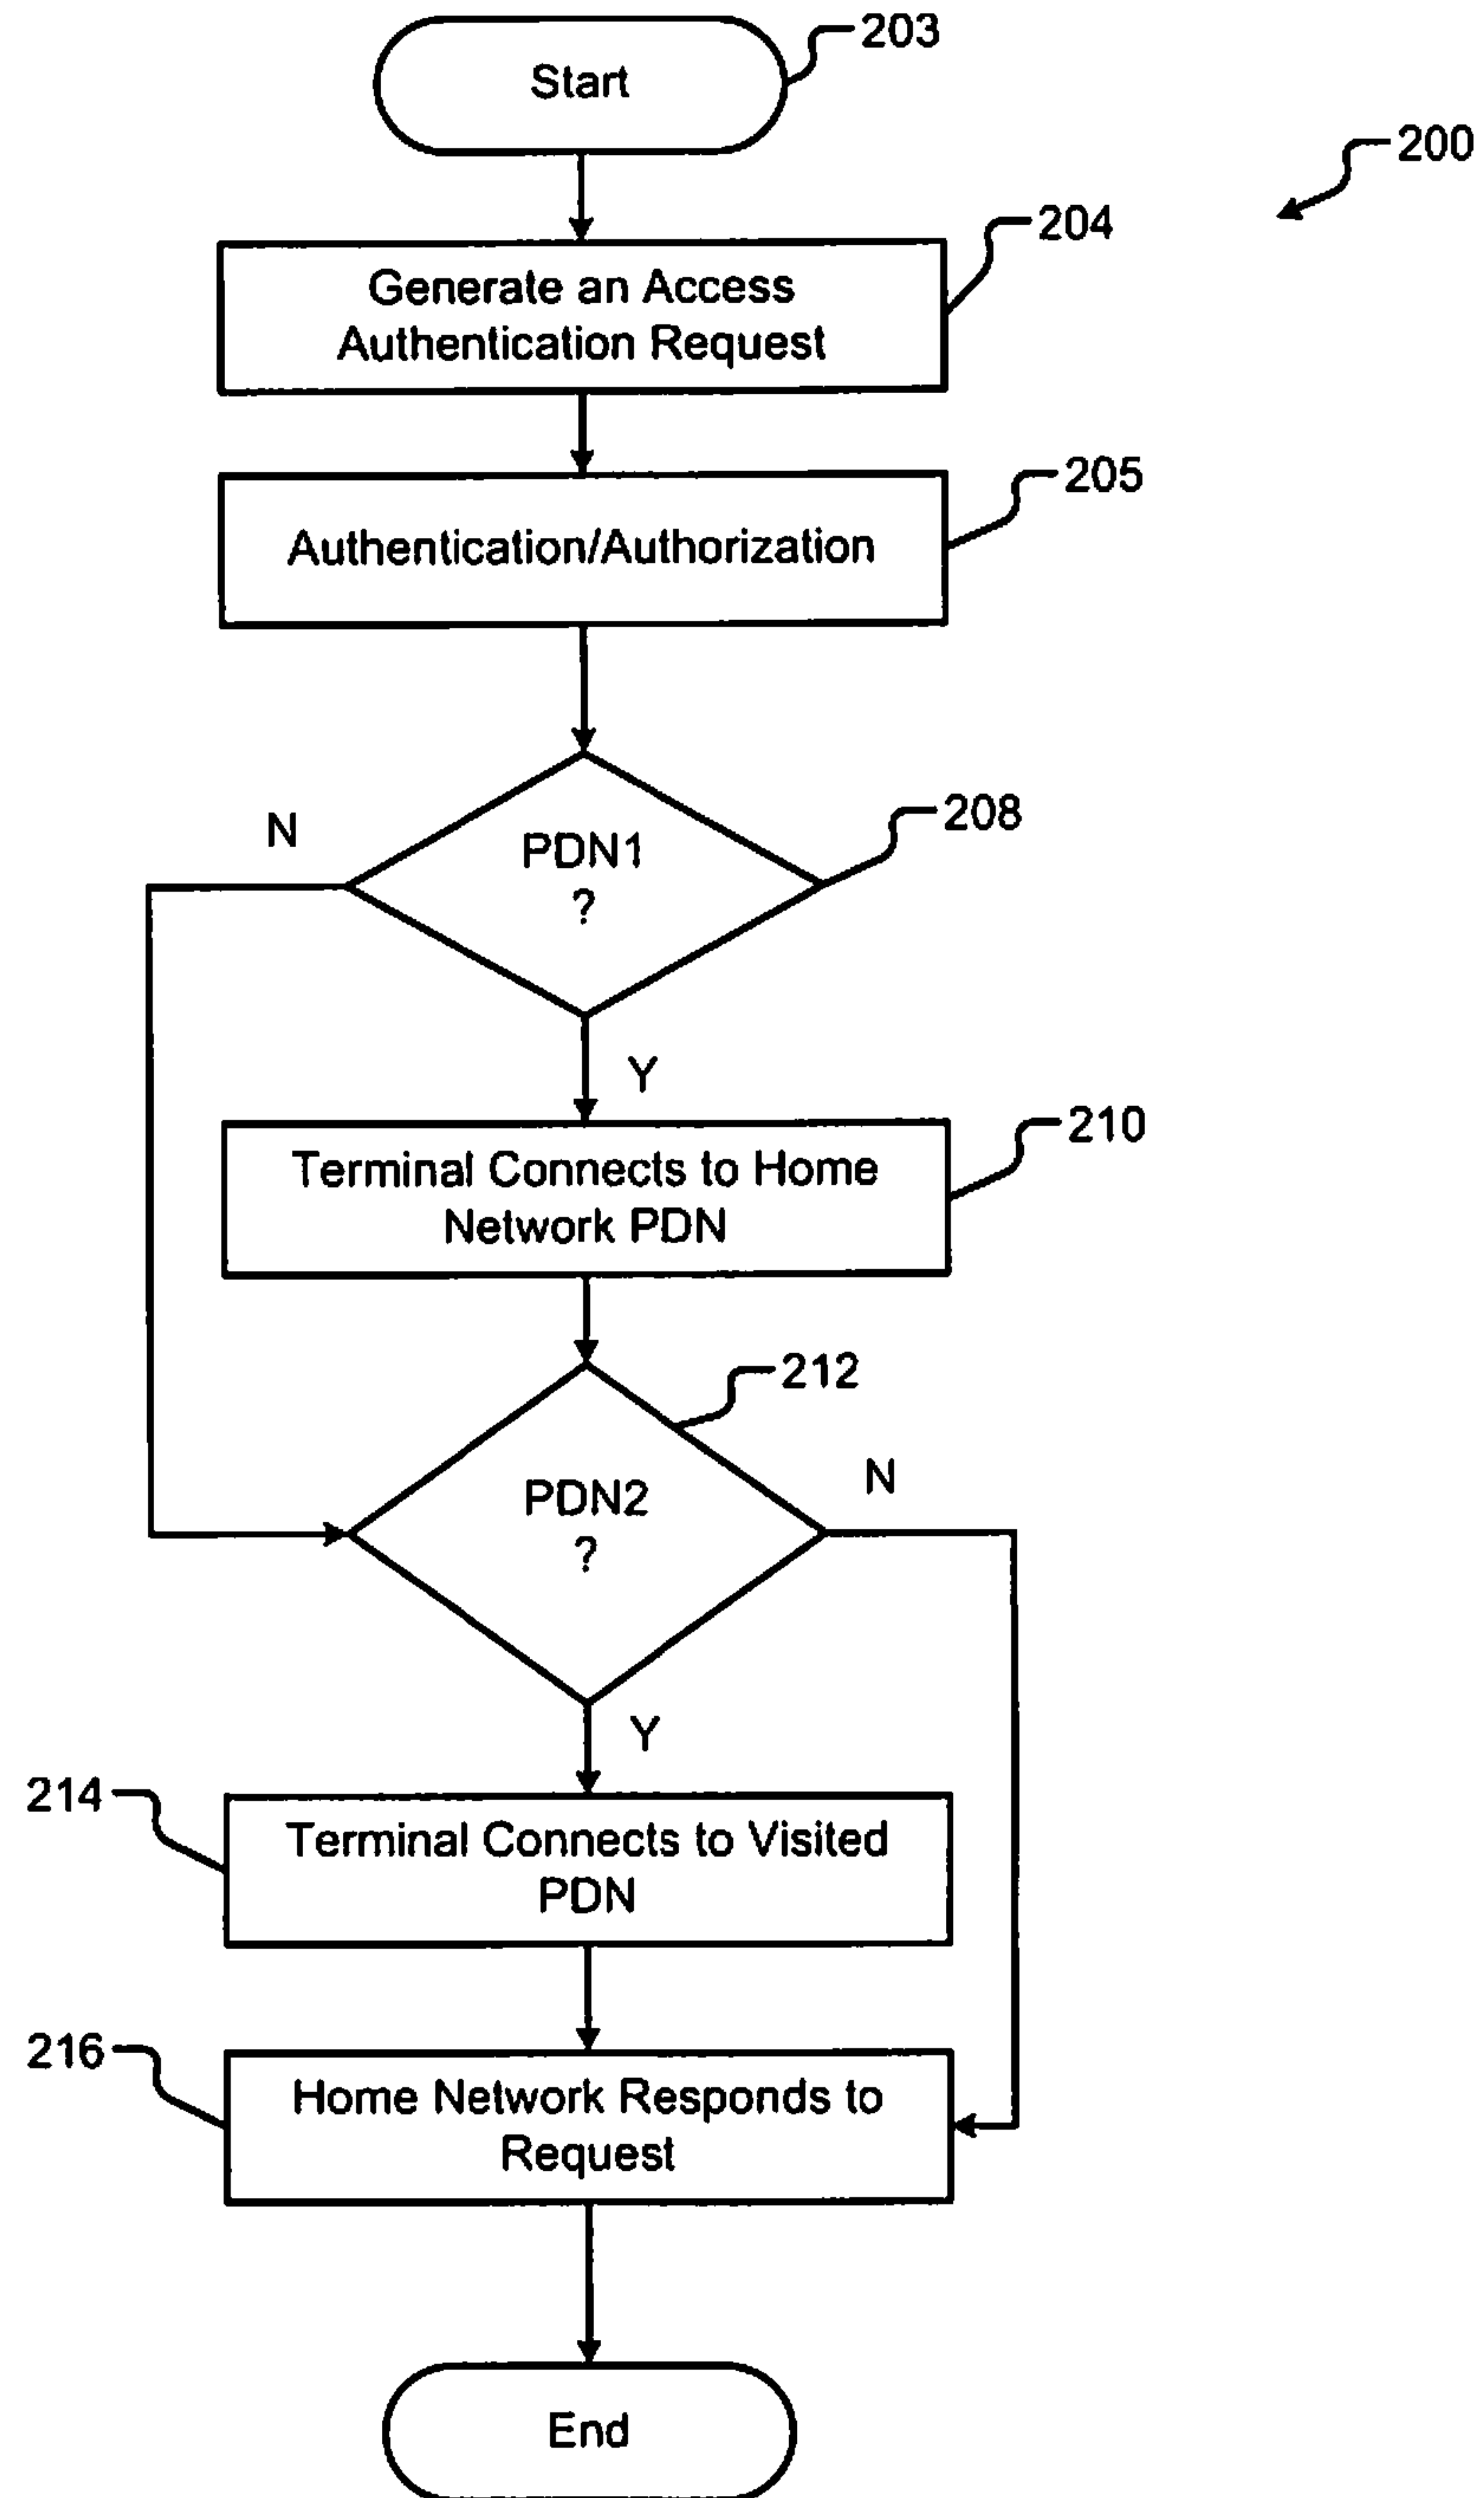 Start
203
200
Generate an Access
Authentication Request
204
Authentication/Authorization
205
N
PDN1
?
208
Y
Terminal Connects to Home
Network PDN
210
212
PDN2
?
N
Y
214
Terminal Connects to Visited
PDN
216
Home Network Responds to
Request
End